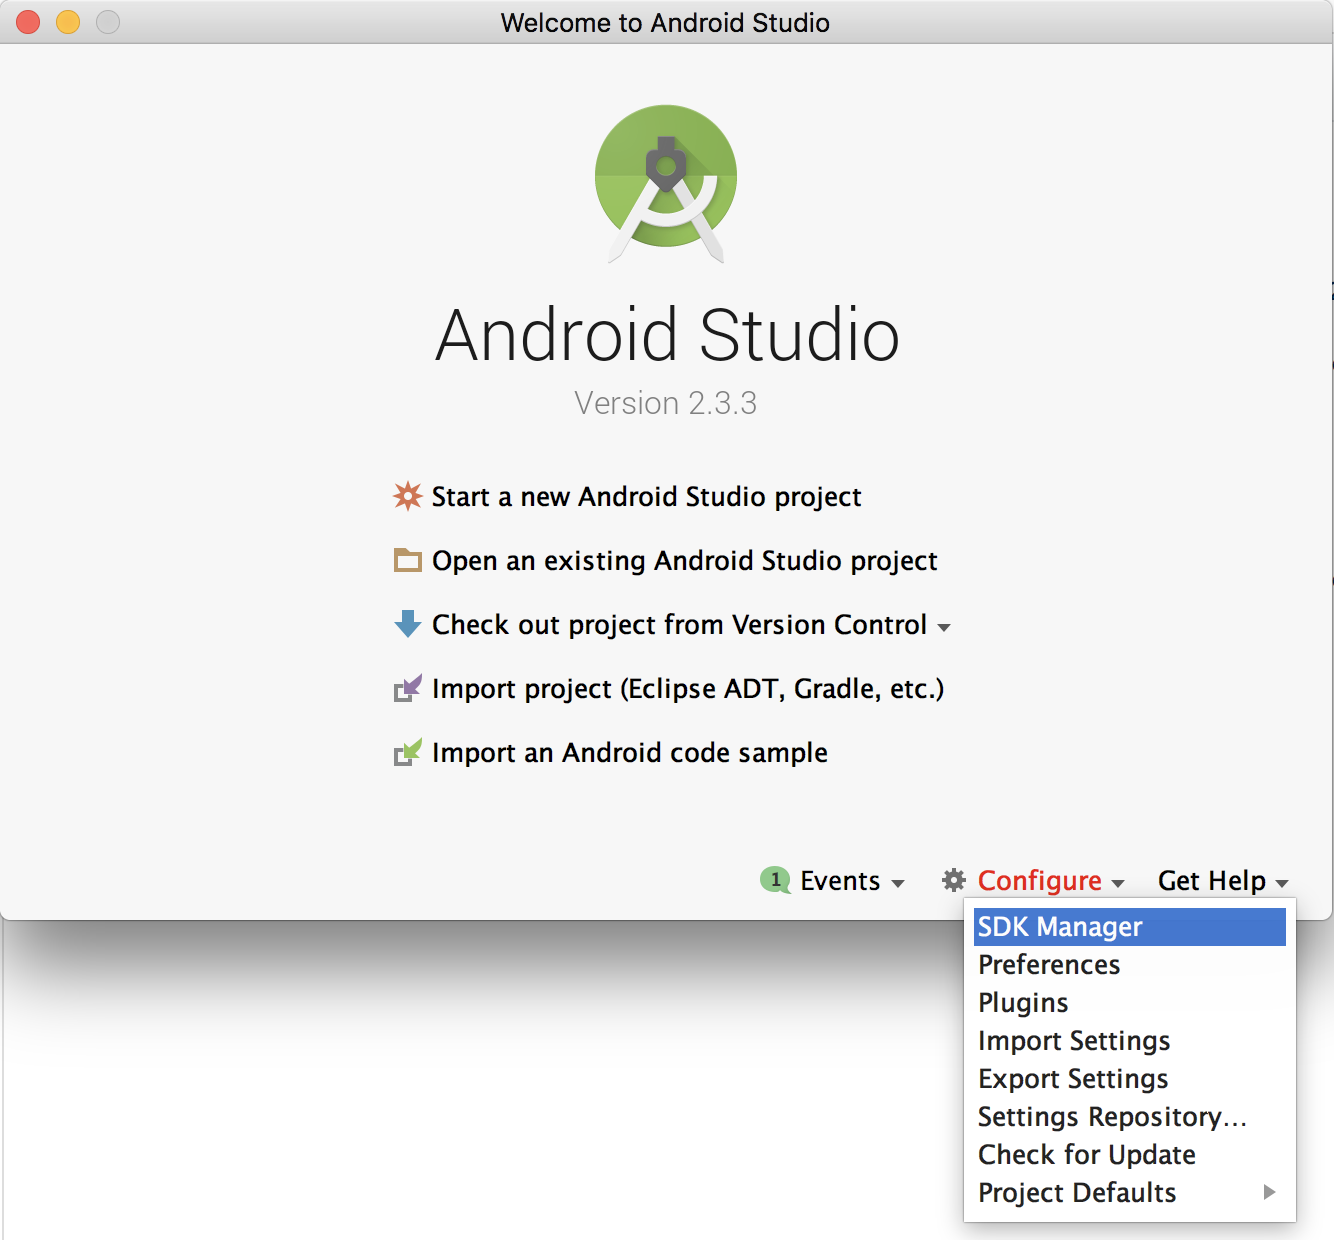 Welcome to Android Studio
Android Studio
Version 2.3.3
Start a new Android Studio project
Open an existing Android Studio project
Check out project from Version Control
Import project (Eclipse ADT, Gradle, etc.)
Import an Android code sample
1 Events Configure Get Help
SDK Manager
Preferences
Plugins
Import Settings
Export Settings
Settings Repository...
Check for Update
Project Defaults